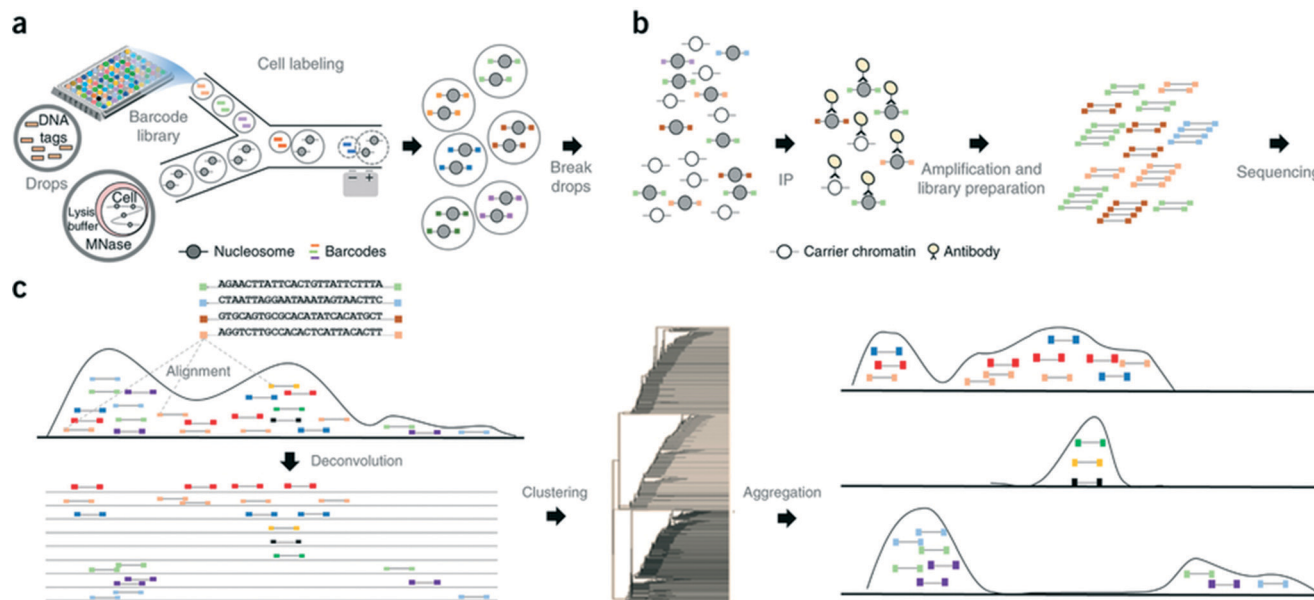 a
Cell labeling
Barcode
library
DNA
tags
Drops
Cell
Lysis
buffer
MNase
Nucleosome
Barcodes
Break
drops
b
IP
Amplification and
library preparation
Sequencing
Carrier chromatin
Antibody
c
AGAACTTATTCACTGTTATTCTTTA
CTAATTAGGAATAAATAGTAACTTC
GTGCAGTGCGCACATATCACATGCT
AGGTCTTGCCACACTCATTACACTT
Alignment
Deconvolution
Clustering
Aggregation